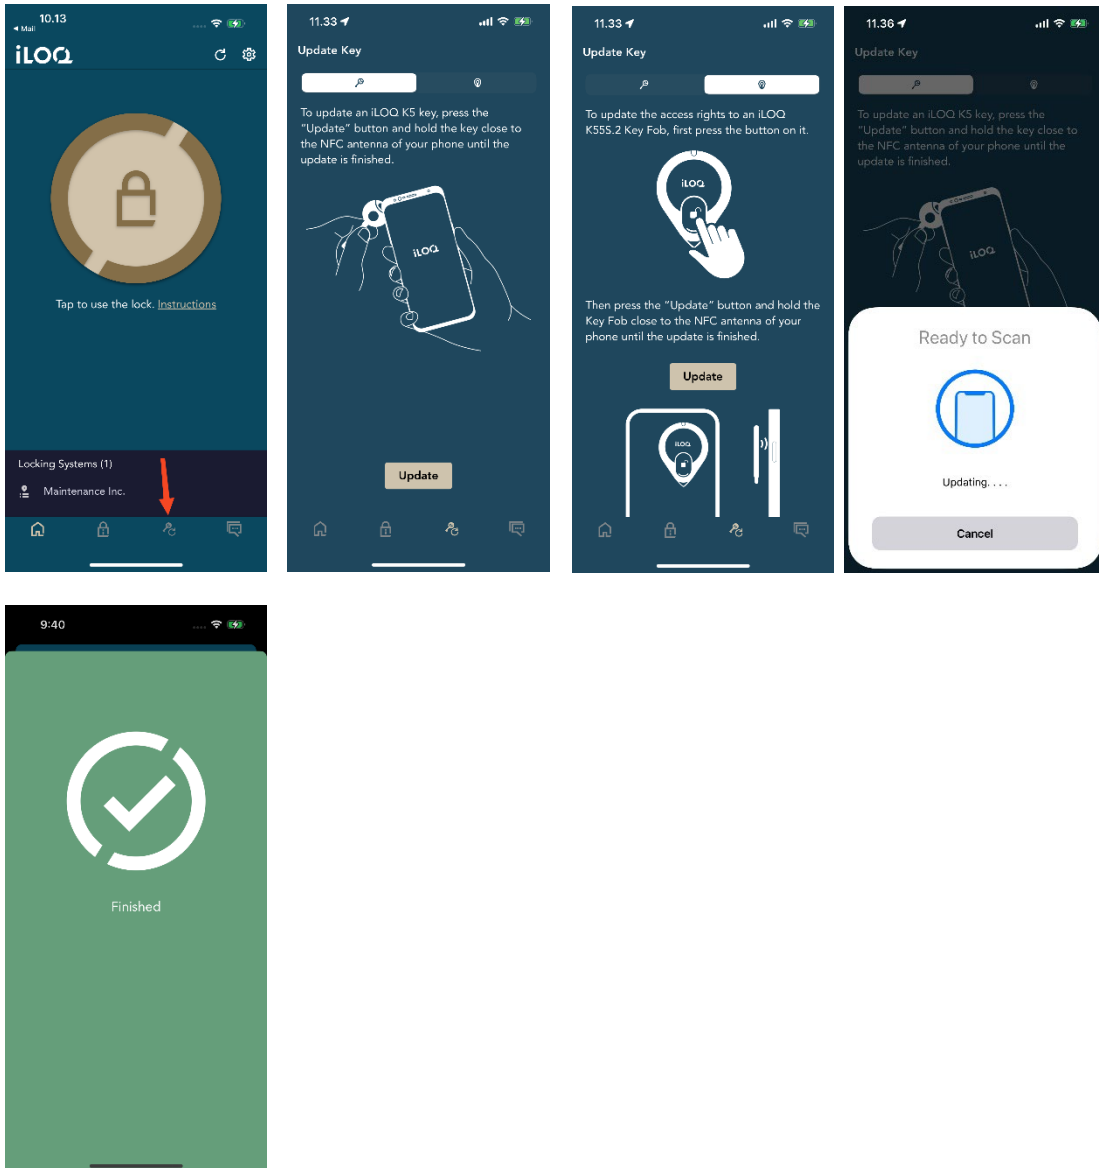 10.13
Mail
iLOQ
Tap to use the lock. Instructions
Locking Systems (1)
Maintenance Inc.
11.33
Update Key
To update an iLOQ K5 key, press the
"Update" button and hold the key close to
the NFC antenna of your phone until the
update is finished.
iLOQ
Update
11.33
Update Key
To update the access rights to an iLOQ
K55S.2 Key Fob, first press the button on it.
iLOQ
Then press the "Update" button and hold the
Key Fob close to the NFC antenna of your
phone until the update is finished.
Update
iLOQ
11.36
Update Key
To update an iLOQ K5 key, press the
"Update" button and hold the key close to
the NFC antenna of your phone until the
update is finished.
iLOQ
Ready to Scan
Updating. . . .
Cancel
9:40
Finished